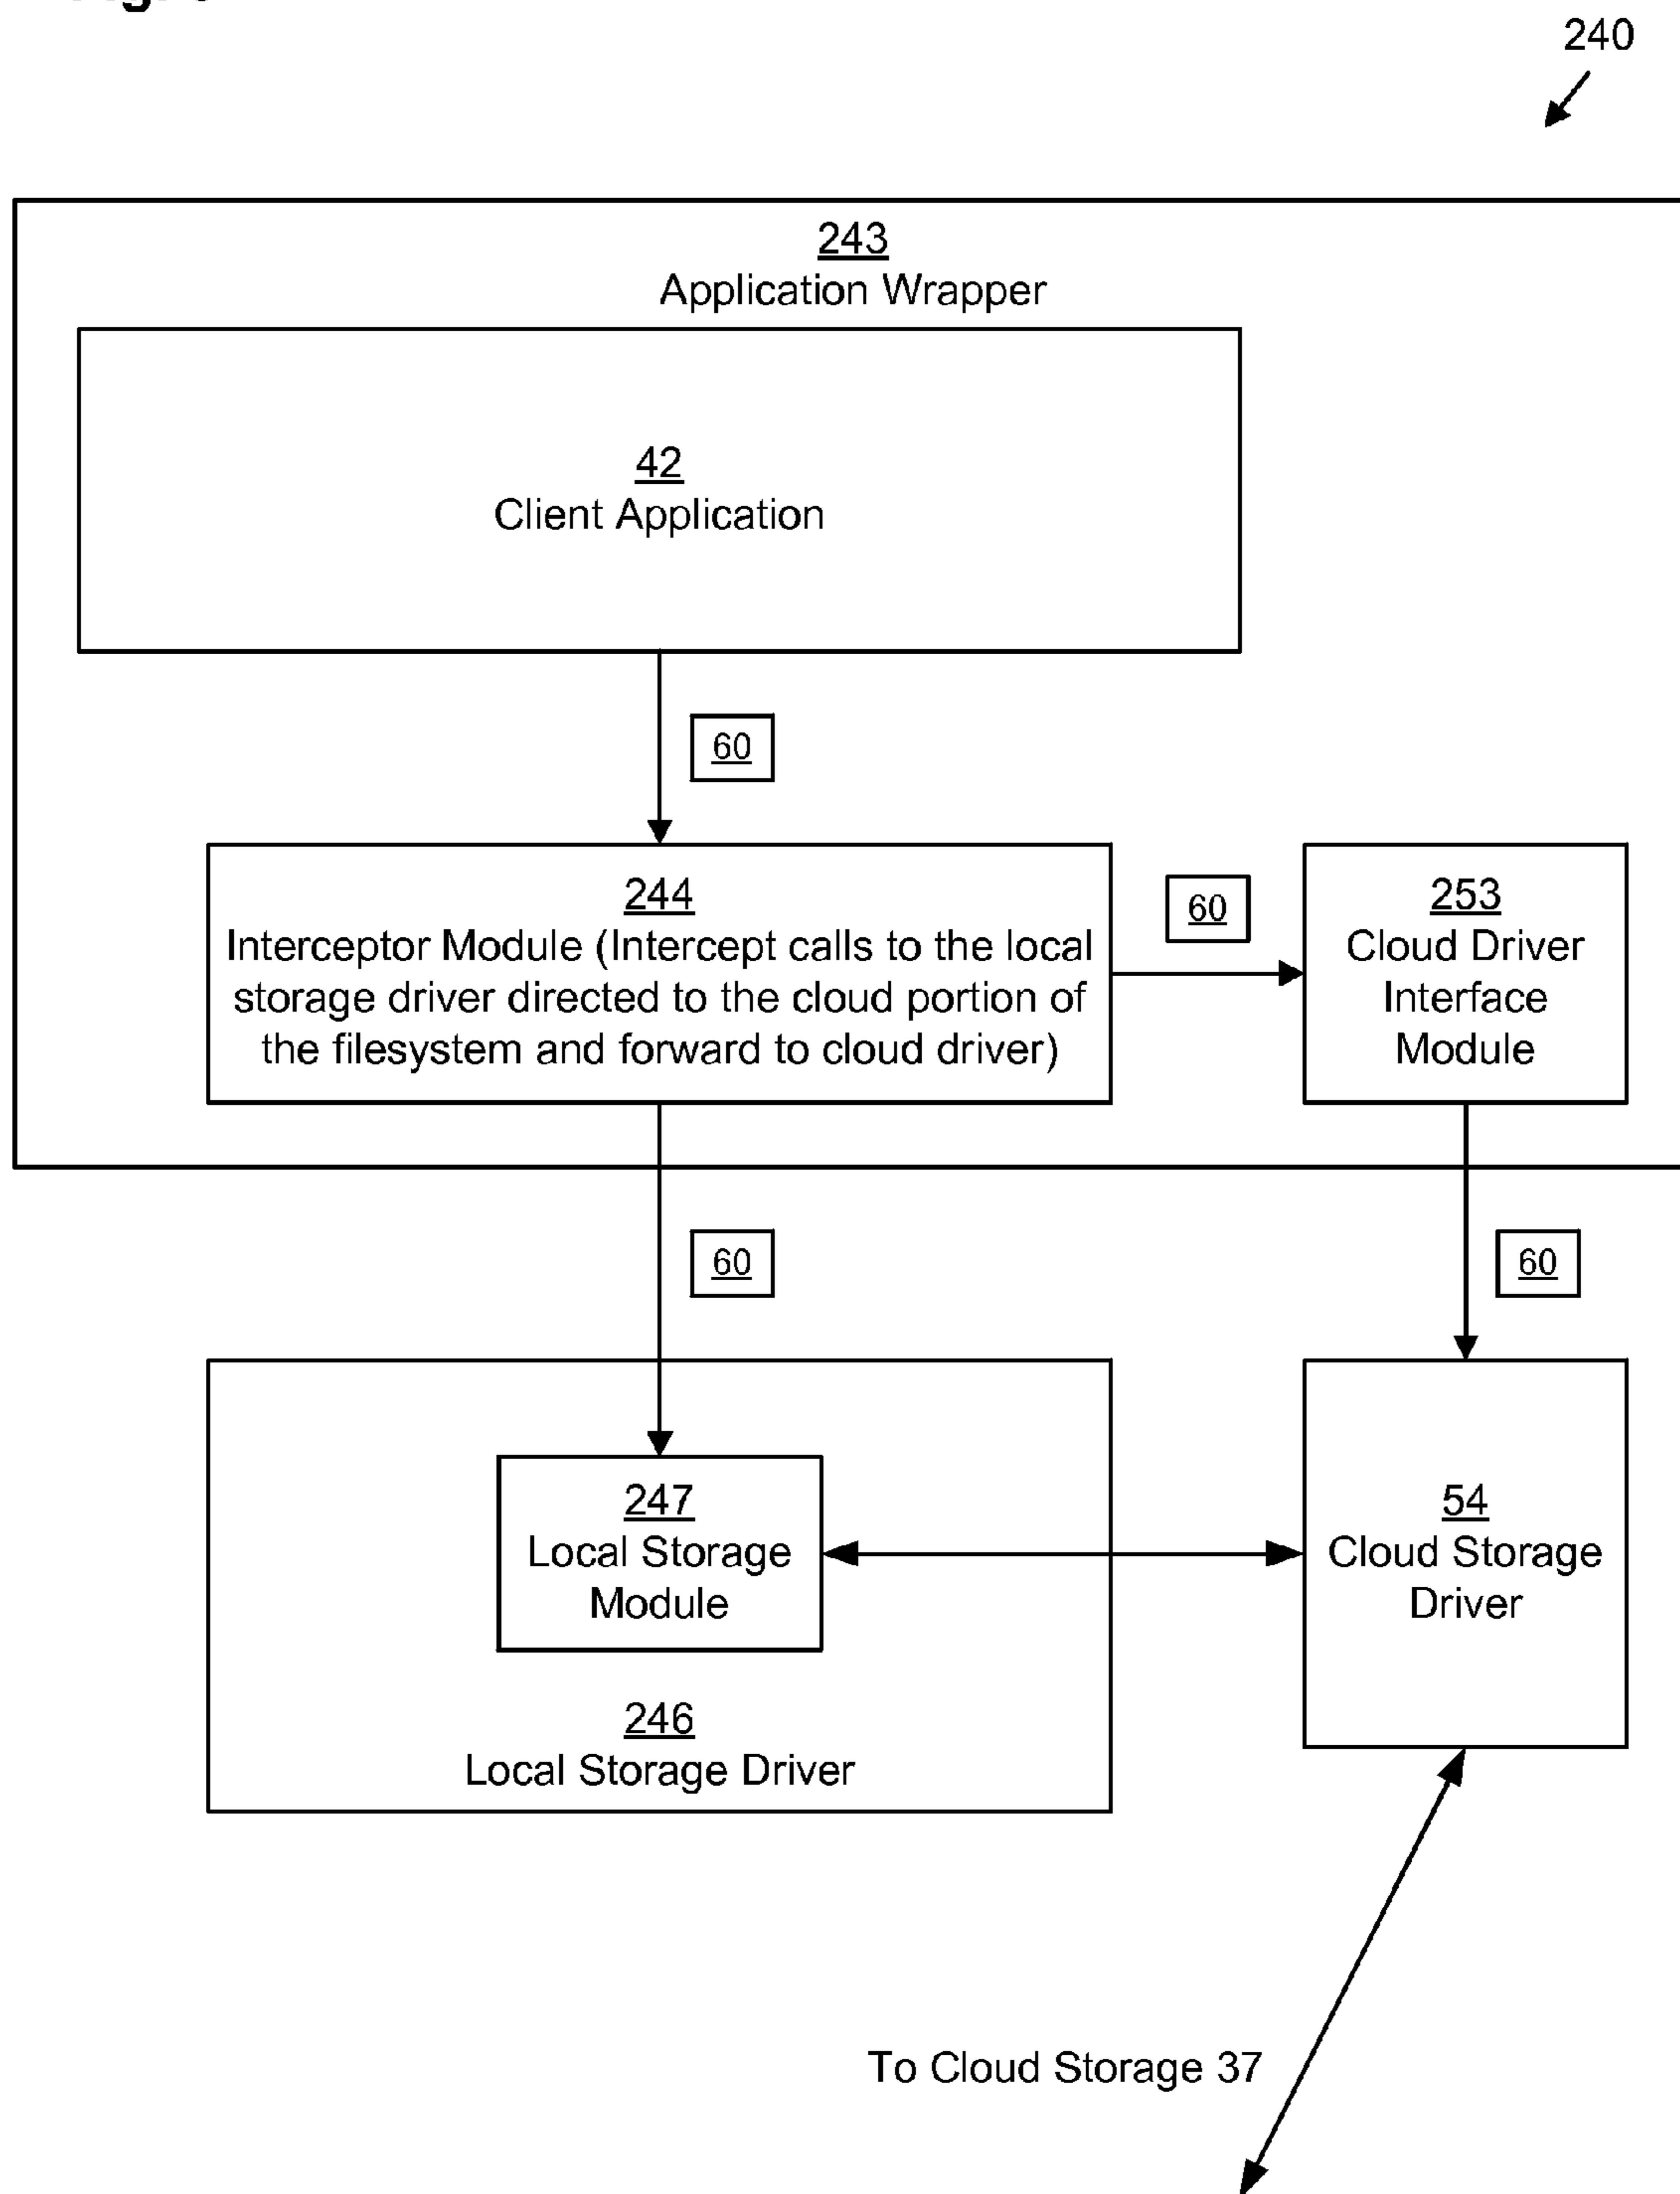 240
243
Application Wrapper
42
Client Application
60
244
Interceptor Module (Intercept calls to the local
storage driver directed to the cloud portion of
the filesystem and forward to cloud driver)
60
253
Cloud Driver
Interface
Module
60
60
247
Local Storage
Module
54
Cloud Storage
Driver
246
Local Storage Driver
To Cloud Storage 37